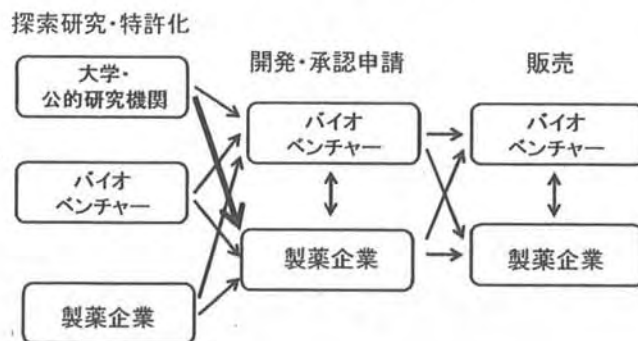 探索研究・特許化
開発・承認申請
販売
大学・
公的研究機関
バイオ
ベンチャー
製薬企業
バイオ
ベンチャー
製薬企業
バイオ
ベンチャー
製薬企業